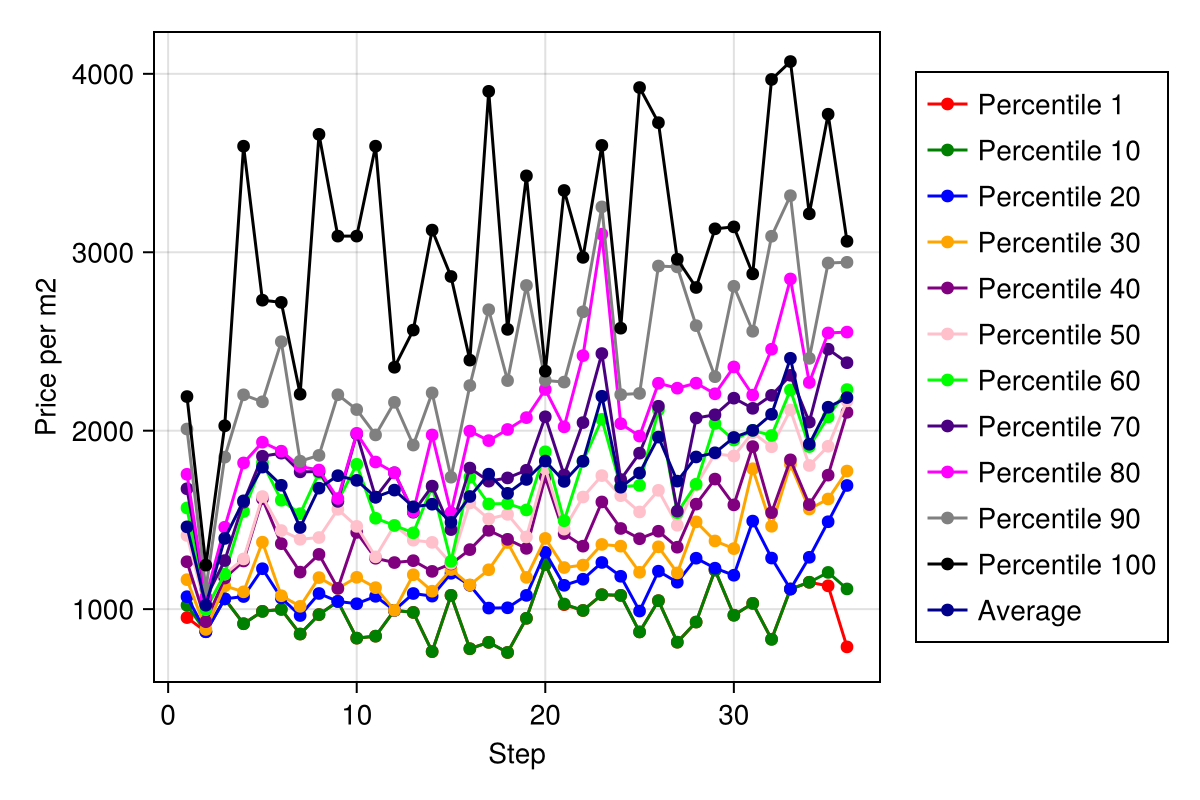 4000
3000
2000
1000
Price per m2
0 10 20 30
Step
Percentile 1
Percentile 10
Percentile 20
Percentile 30
Percentile 40
Percentile 50
Percentile 60
Percentile 70
Percentile 80
Percentile 90
Percentile 100
Average